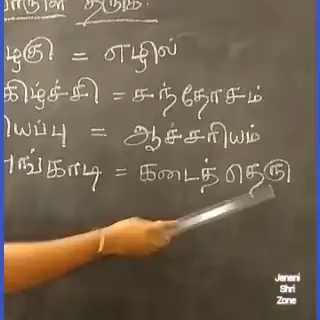 பொருள் தருக.
ழகு = எழில்
கிழ்ச்சி = சந்தோசம்
யப்பு = ஆச்சரியம்
ங்காடி = கடைத் தெரு
Janani
Shri
Zone